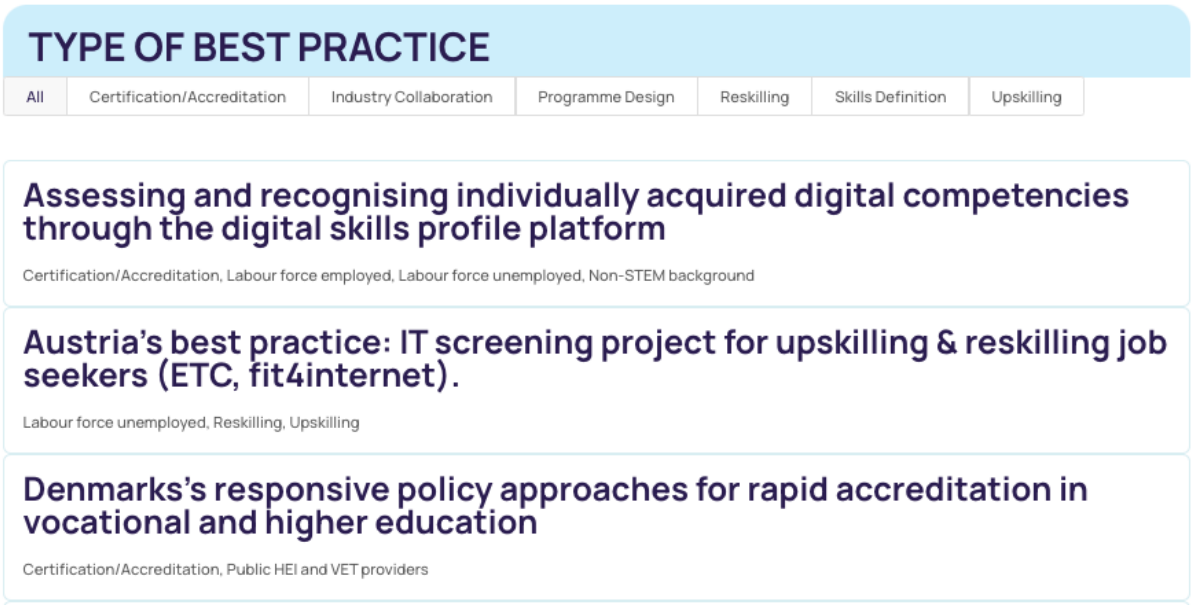 TYPE OF BEST PRACTICE
All Certification/Accreditation Industry Collaboration Programme Design Reskilling Skills Definition Upskilling
Assessing and recognising individually acquired digital competencies
through the digital skills profile platform
Certification/Accreditation, Labour force employed, Labour force unemployed, Non-STEM background
Austria's best practice: IT screening project for upskilling & reskilling job
seekers (ETC, fit4internet).
Labour force unemployed, Reskilling, Upskilling
Denmarks's responsive policy approaches for rapid accreditation in
vocational and higher education
Certification/Accreditation, Public HEI and VET providers